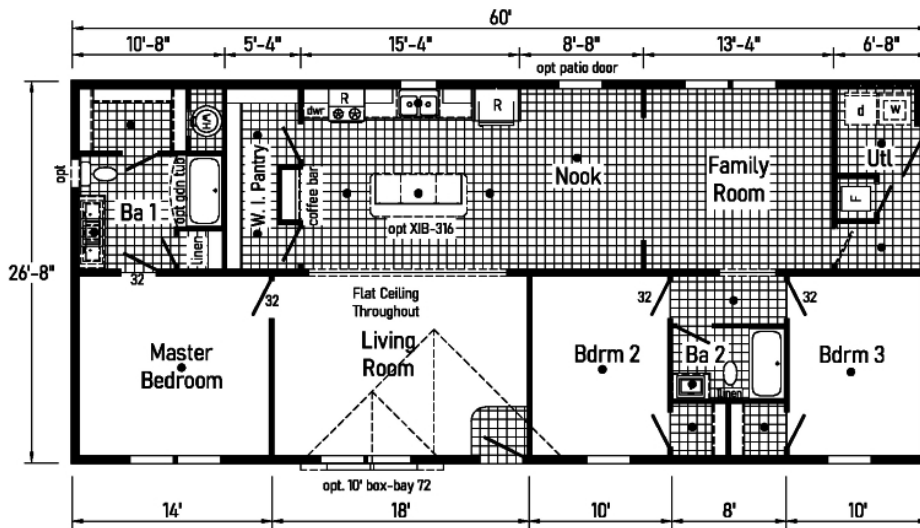 60'
10'-8"
5'-4"
15'-4"
8'-8"
13'-4"
6'-8"
opt patio door
R
dwr
R
WH
d
W
opt
W. I. Pantry
coffee bar
Nook
Family
Room
Utl
F
opt gdn tub
Ba 1
opt XIB-316
linen
26'-8"
32
32
Flat Ceiling
Throughout
32
32
Living
Room
Master
Bedroom
Bdrm 2
Ba 2
Bdrm 3
linen
opt. 10' box-bay 72
14'
18'
10'
8'
10'